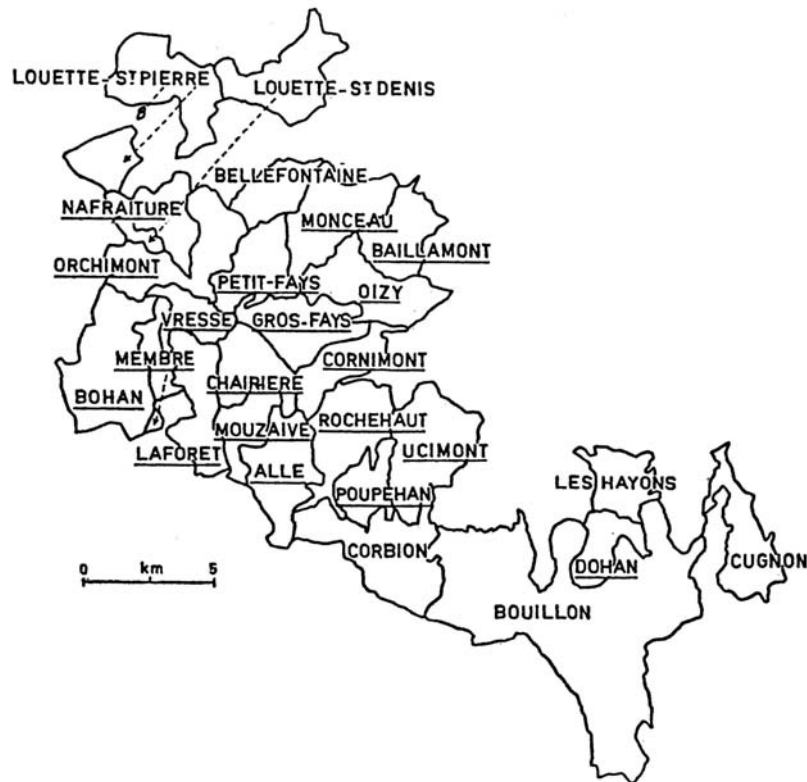 LOUETTE-ST PIERRE
LOUETTE-ST DENIS
BELLEFONTAINE
NAFRAITURE
MONCEAU
BAILLAMONT
ORCHIMONT
PETIT-FAYS
OIZY
VRESSE
GROS-FAYS
MEMBRE
CORNIMONT
CHAIRIERE
BOHAN
ROCHEHAUT
MOUZAIVE
UCIMONT
LAFORET
ALLE
LES HAYONS
POUPEHAN
CORBION
DOHAN
CUGNON
0 km 5
BOUILLON